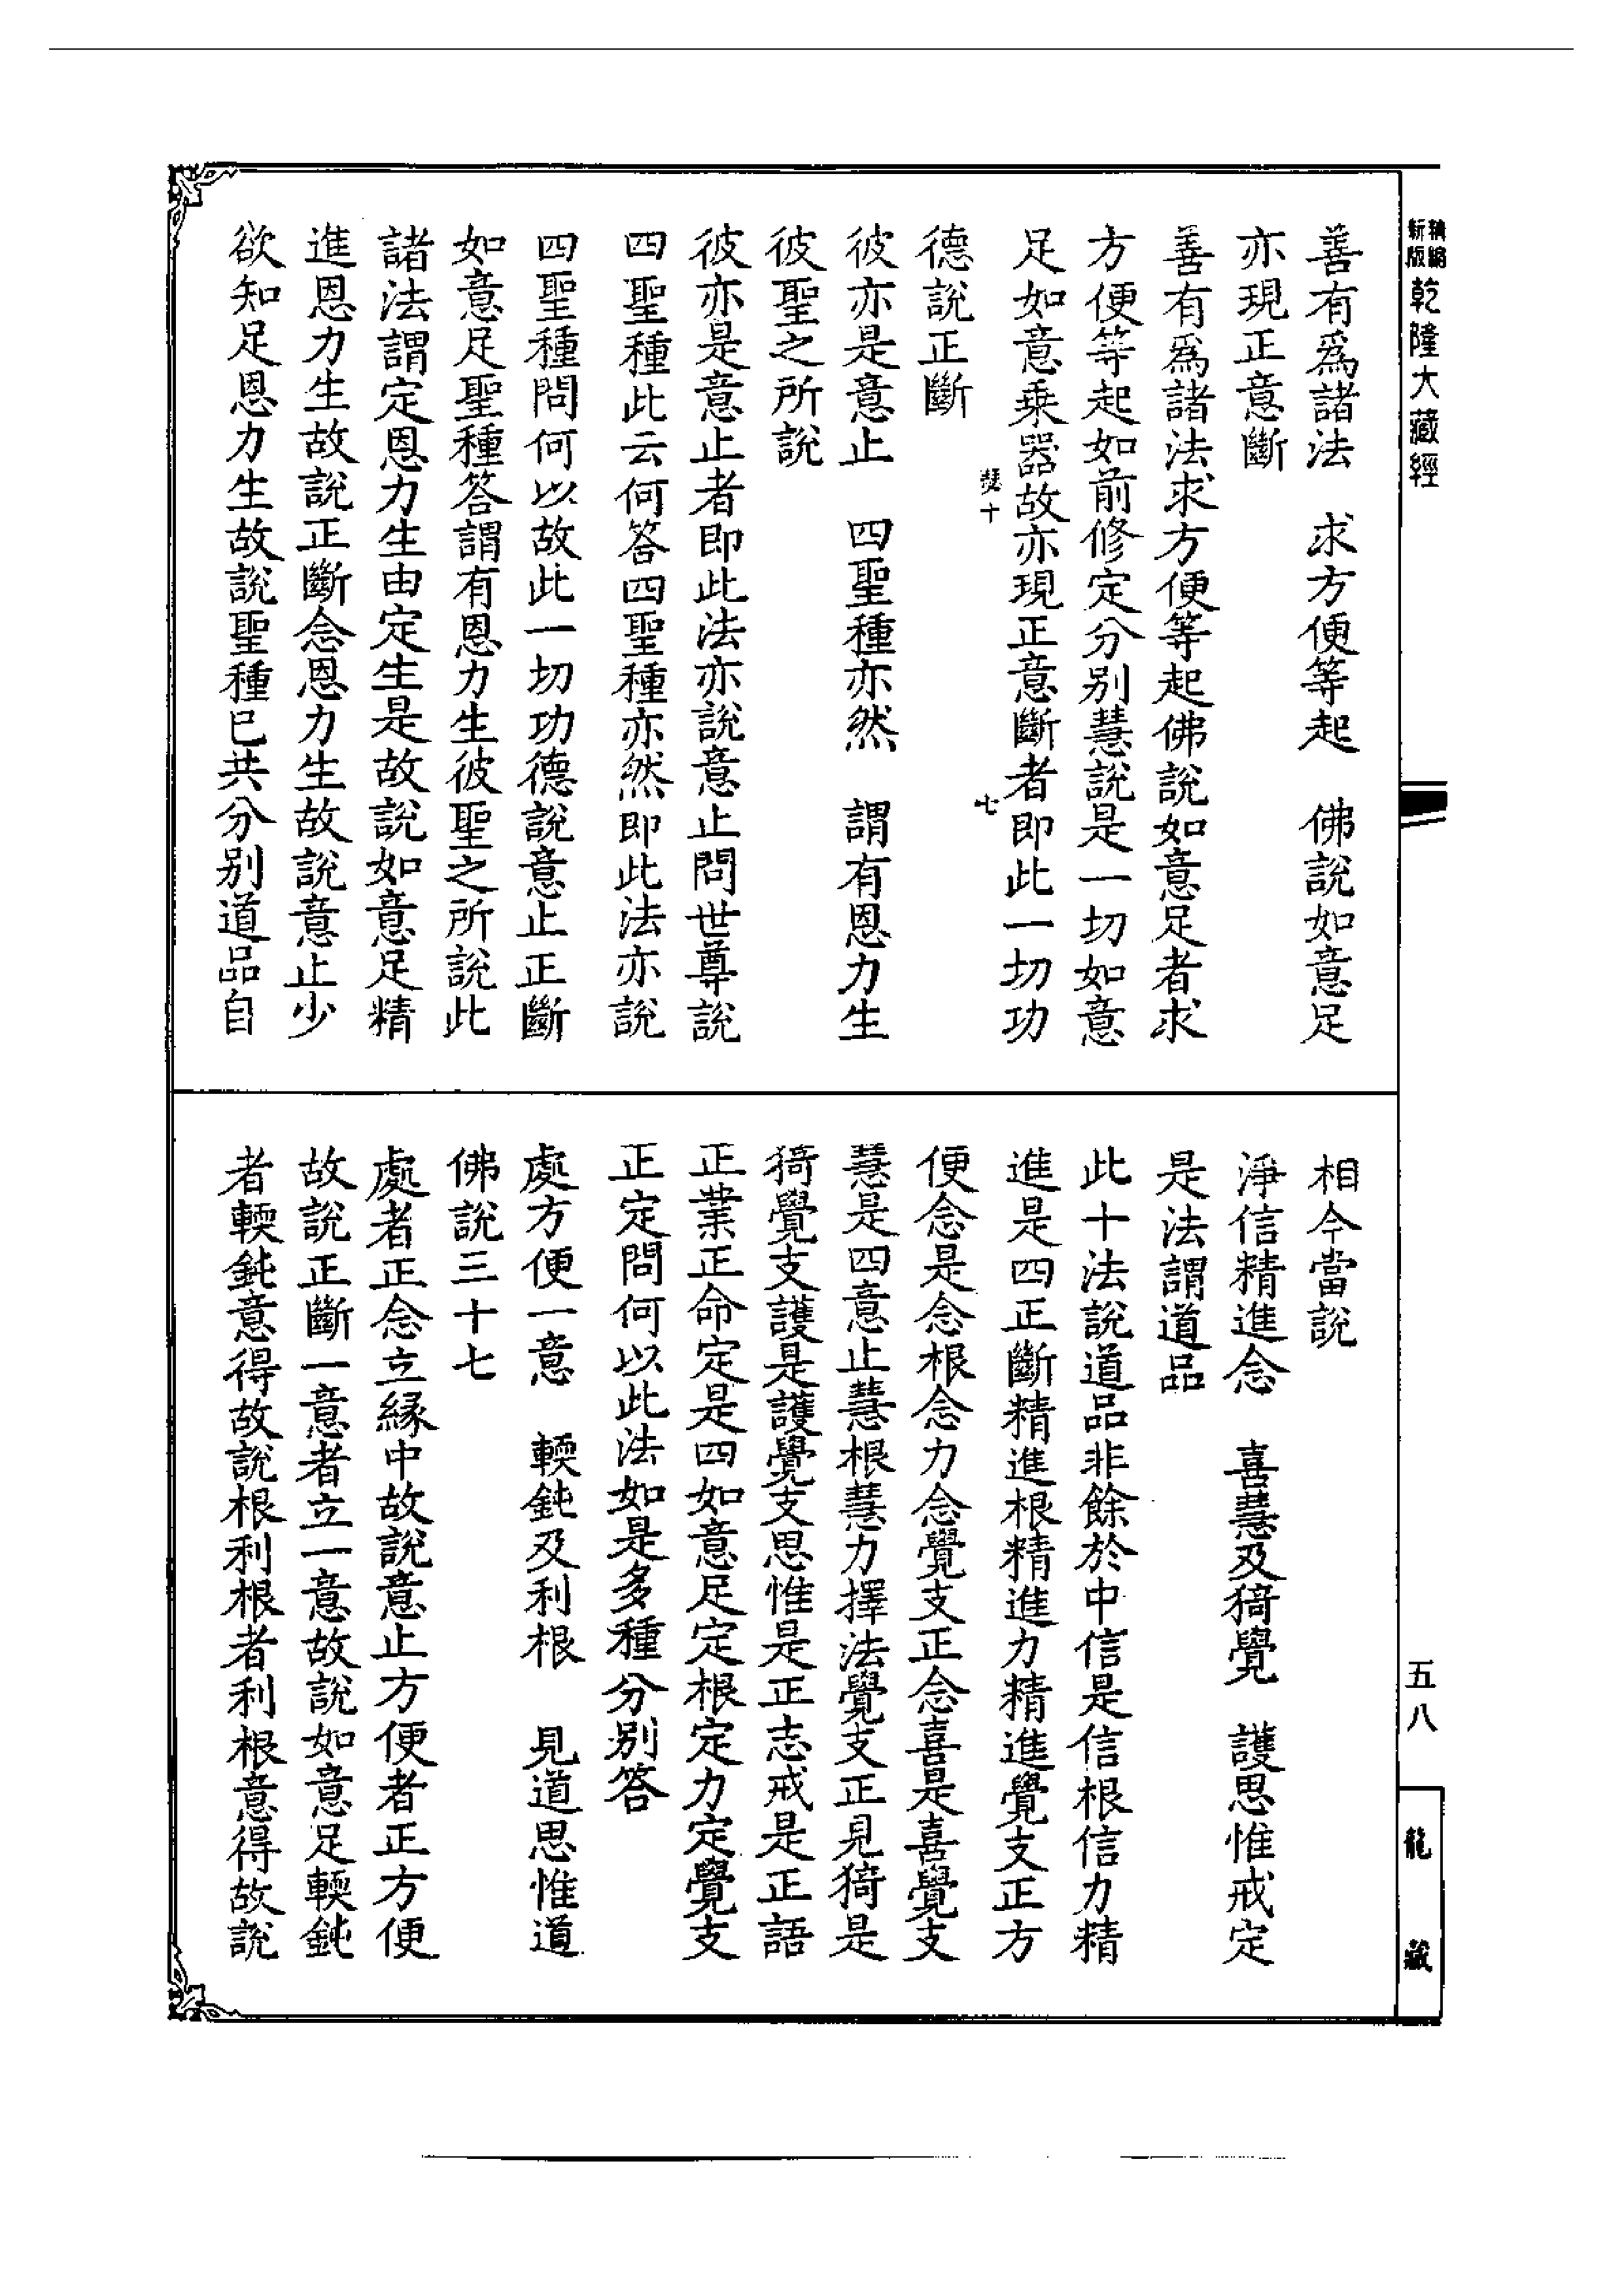 新編縮版
乾隆大藏經
善有爲諸法　求方便等起　佛說如意足
亦現正意斷
善有爲諸法求方便等起佛說如意足者求
方便等起如前修定分別慧說是一切如意
足如意乘器故亦現正意斷者即此一切功
十　七
德說正斷
彼亦是意止　四聖種亦然　謂有恩力生
彼聖之所說
彼亦是意止者即此法亦說意止問世尊說
四聖種此云何答四聖種亦然即此法亦說
四聖種問何以故此一切功德說意止正斷
如意足聖種答謂有恩力生彼聖之所說此
諸法謂定恩力生由定生是故說如意足精
進恩力生故說正斷念恩力生故說意止少
欲知足恩力生故說聖種已共分別道品自
相今當說
淨信精進念　喜慧及猗覺　護思惟戒定
是法謂道品
此十法說道品非餘於中信是信根信力精
進是四正斷精進根精進力精進覺支正方
便念是念根念力念覺支正念喜是喜覺支
慧是四意止慧根慧力擇法覺支正見猗是
猗覺支護是護覺支思惟是正志戒是正語
正業正命定是四如意足定根定力定覺支
正定問何以此法如是多種分別答
處方便一意　輭鈍及利根　見道思惟道
佛說三十七
處者正念立緣中故說意止方便者正方便
故說正斷一意者立一意故說如意足輭鈍
者輭鈍意得故說根利根者利根意得故說
五八
龍藏